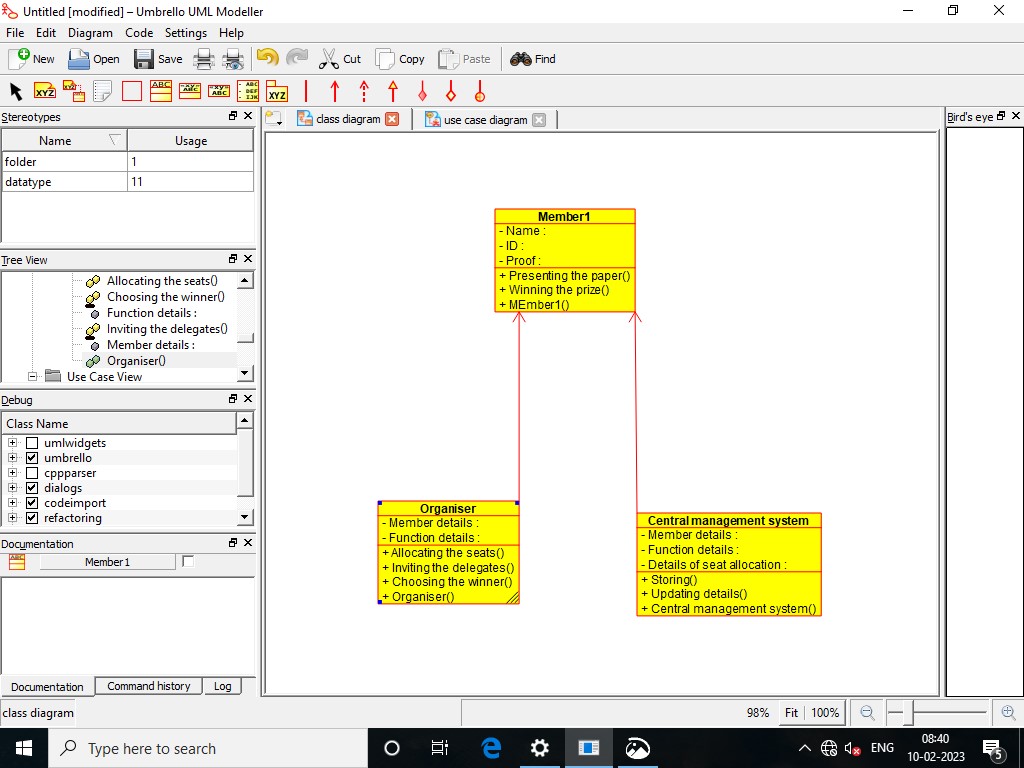 Untitled [modified] – Umbrello UML Modeller
File Edit Diagram Code Settings Help
New Open Save Cut Copy Paste Find
XYZ ABC ABC ABC ABC DEF IJK XYZ
Stereotypes
Name Usage
folder 1
datatype 11
Tree View
Allocating the seats()
Choosing the winner()
Function details :
Inviting the delegates()
Member details :
Organiser()
Use Case View
Debug
Class Name
umlwidgets
umbrello
cppparser
dialogs
codeimport
refactoring
Documentation
Member1
Documentation Command history Log
class diagram use case diagram
Member1
- Name :
- ID :
- Proof :
+ Presenting the paper()
+ Winning the prize()
+ MEmber1()
Organiser
- Member details :
- Function details :
+ Allocating the seats()
+ Inviting the delegates()
+ Choosing the winner()
+ Organiser()
Central management system
- Member details :
- Function details :
- Details of seat allocation :
+ Storing()
+ Updating details()
+ Central management system()
Bird's eye
class diagram 98% Fit 100%
Type here to search
ENG
08:40
10-02-2023
5